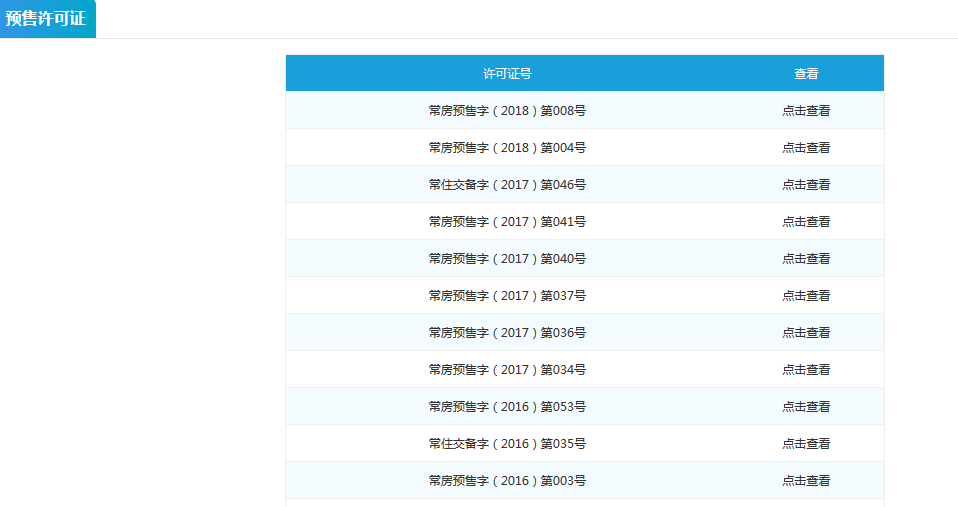 预售许可证
许可证号 查看
常房预售字（2018）第008号 点击查看
常房预售字（2018）第004号 点击查看
常住交备字（2017）第046号 点击查看
常房预售字（2017）第041号 点击查看
常房预售字（2017）第040号 点击查看
常房预售字（2017）第037号 点击查看
常房预售字（2017）第036号 点击查看
常房预售字（2017）第034号 点击查看
常房预售字（2016）第053号 点击查看
常住交备字（2016）第035号 点击查看
常房预售字（2016）第003号 点击查看